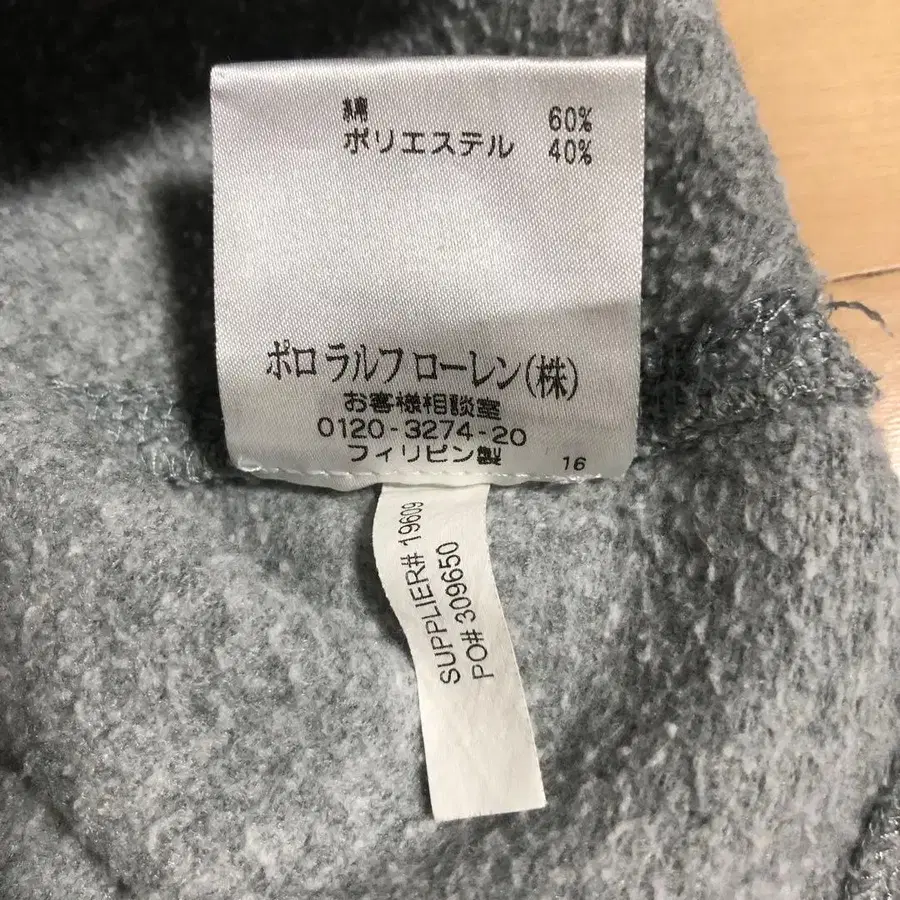 綿 60%
ポリエステル 40%
ポロ ラルフ ローレン(株)
お客様相談室
0120-3274-20
フィリピン製 16
SUPPLIER# 19609
PO# 309650